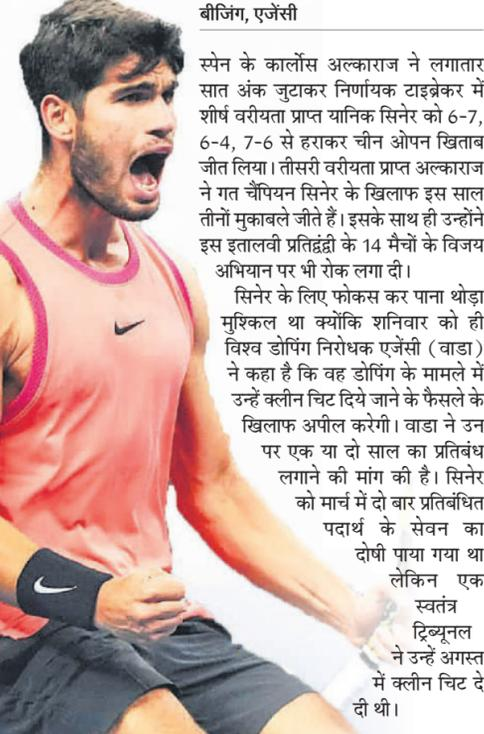 बीजिंग, एजेंसी
स्पेन के कार्लोस अल्काराज ने लगातार
सात अंक जुटाकर निर्णायक टाइब्रेकर में
शीर्ष वरीयता प्राप्त यानिक सिनेर को 6-7,
6-4, 7-6 से हराकर चीन ओपन खिताब
जीत लिया। तीसरी वरीयता प्राप्त अल्काराज
ने गत चैंपियन सिनेर के खिलाफ इस साल
तीनों मुकाबले जीते हैं। इसके साथ ही उन्होंने
इस इतालवी प्रतिद्वंद्वी के 14 मैचों के विजय
अभियान पर भी रोक लगा दी।
सिनेर के लिए फोकस कर पाना थोड़ा
मुश्किल था क्योंकि शनिवार को ही
विश्व डोपिंग निरोधक एजेंसी (वाडा)
ने कहा है कि वह डोपिंग के मामले में
उन्हें क्लीन चिट दिये जाने के फैसले के
खिलाफ अपील करेगी। वाडा ने उन
पर एक या दो साल का प्रतिबंध
लगाने की मांग की है। सिनेर
को मार्च में दो बार प्रतिबंधित
पदार्थ के सेवन का
दोषी पाया गया था
लेकिन एक
स्वतंत्र
ट्रिब्यूनल
ने उन्हें अगस्त
में क्लीन चिट दे
दी थी।